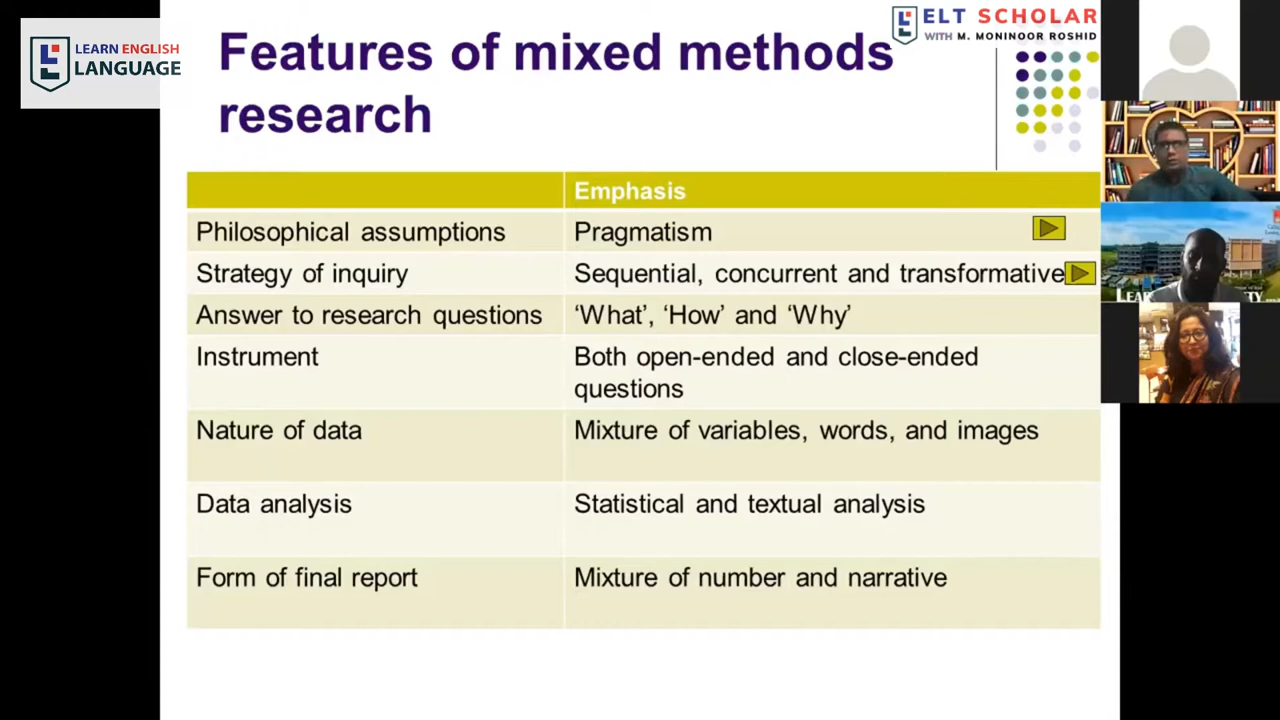 LEARN ENGLISH
LANGUAGE
ELT SCHOLAR
WITH M. MONINOOR ROSHID
Features of mixed methods
research
Emphasis
Philosophical assumptions
Pragmatism
Strategy of inquiry
Sequential, concurrent and transformative
Answer to research questions
‘What’, ‘How’ and ‘Why’
Instrument
Both open-ended and close-ended
questions
Nature of data
Mixture of variables, words, and images
Data analysis
Statistical and textual analysis
Form of final report
Mixture of number and narrative